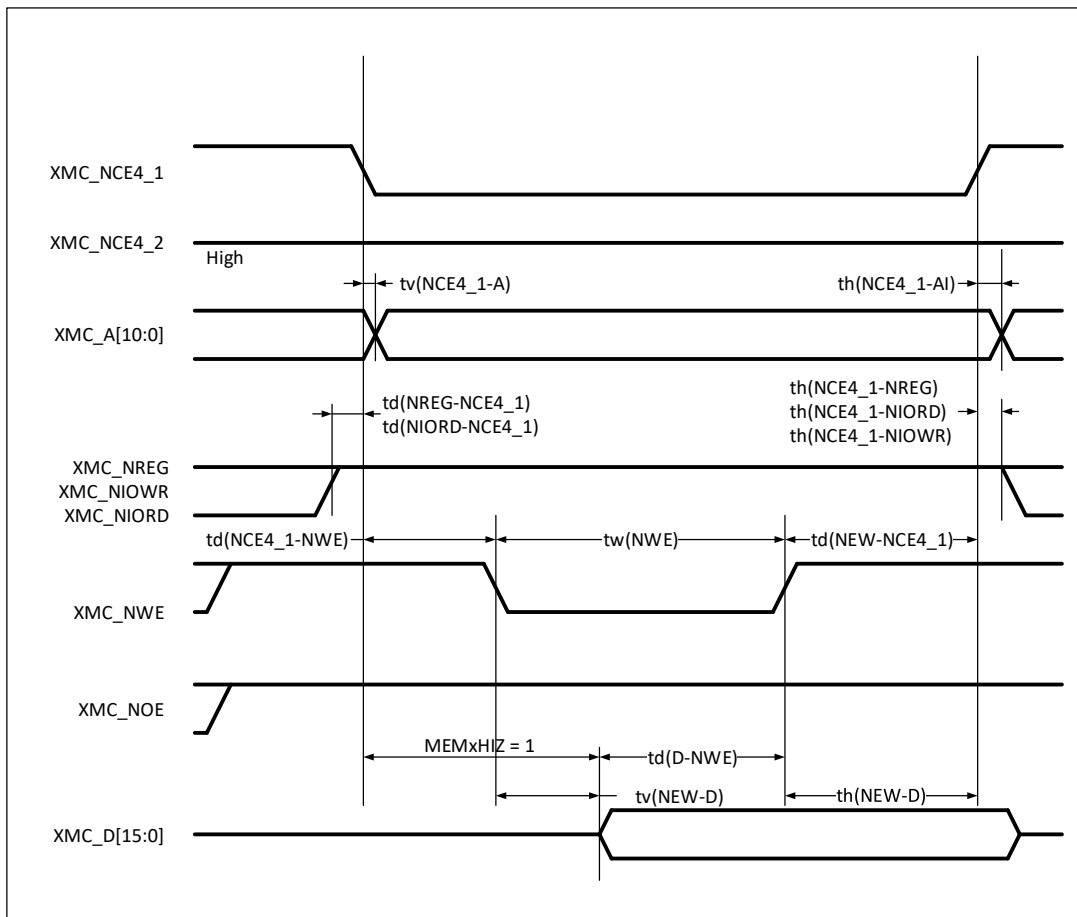 XMC_NCE4_1
XMC_NCE4_2
High
tv(NCE4_1-A)
th(NCE4_1-AI)
XMC_A[10:0]
td(NREG-NCE4_1)
td(NIORD-NCE4_1)
th(NCE4_1-NREG)
th(NCE4_1-NIORD)
th(NCE4_1-NIOWR)
XMC_NREG
XMC_NIOWR
XMC_NIORD
td(NCE4_1-NWE)
tw(NWE)
td(NEW-NCE4_1)
XMC_NWE
XMC_NOE
MEMxHIZ = 1
td(D-NWE)
tv(NEW-D)
th(NEW-D)
XMC_D[15:0]